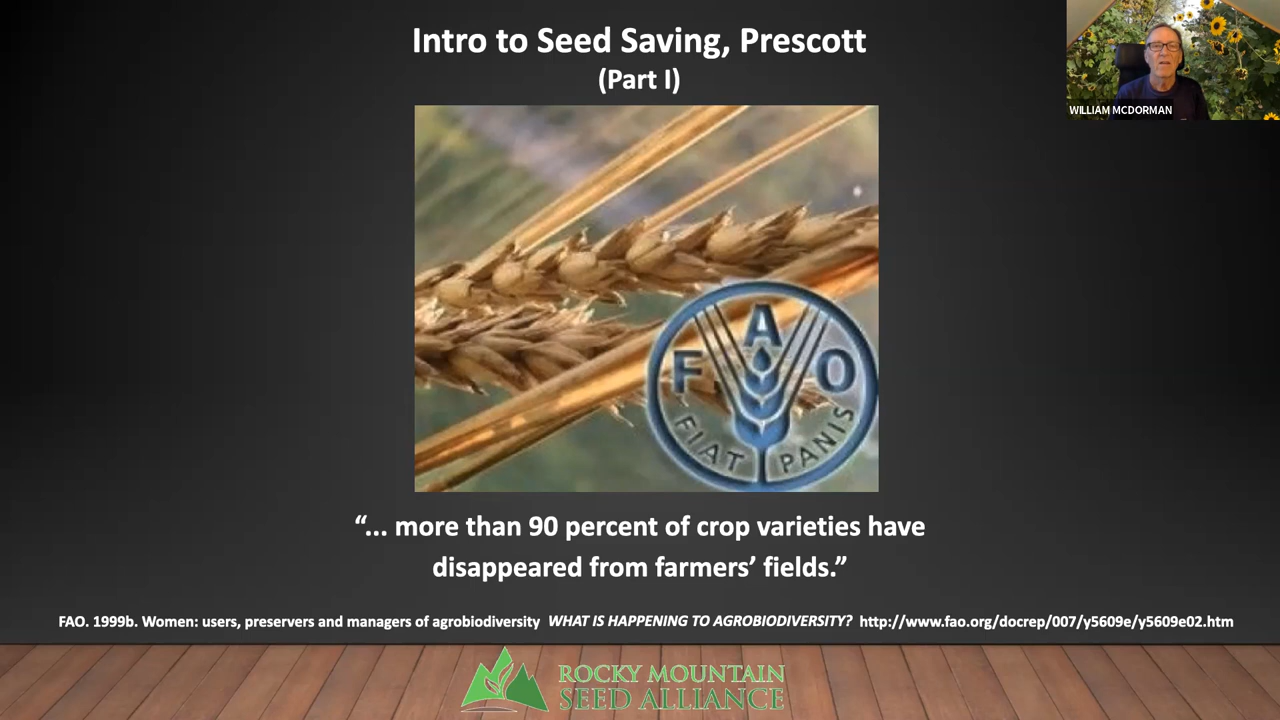 Intro to Seed Saving, Prescott
(Part I)
WILLIAM MCDORMAN
F A O
FIAT PANIS
“... more than 90 percent of crop varieties have
disappeared from farmers’ fields.”
FAO. 1999b. Women: users, preservers and managers of agrobiodiversity WHAT IS HAPPENING TO AGROBIODIVERSITY? http://www.fao.org/docrep/007/y5609e/y5609e02.htm
ROCKY MOUNTAIN
SEED ALLIANCE